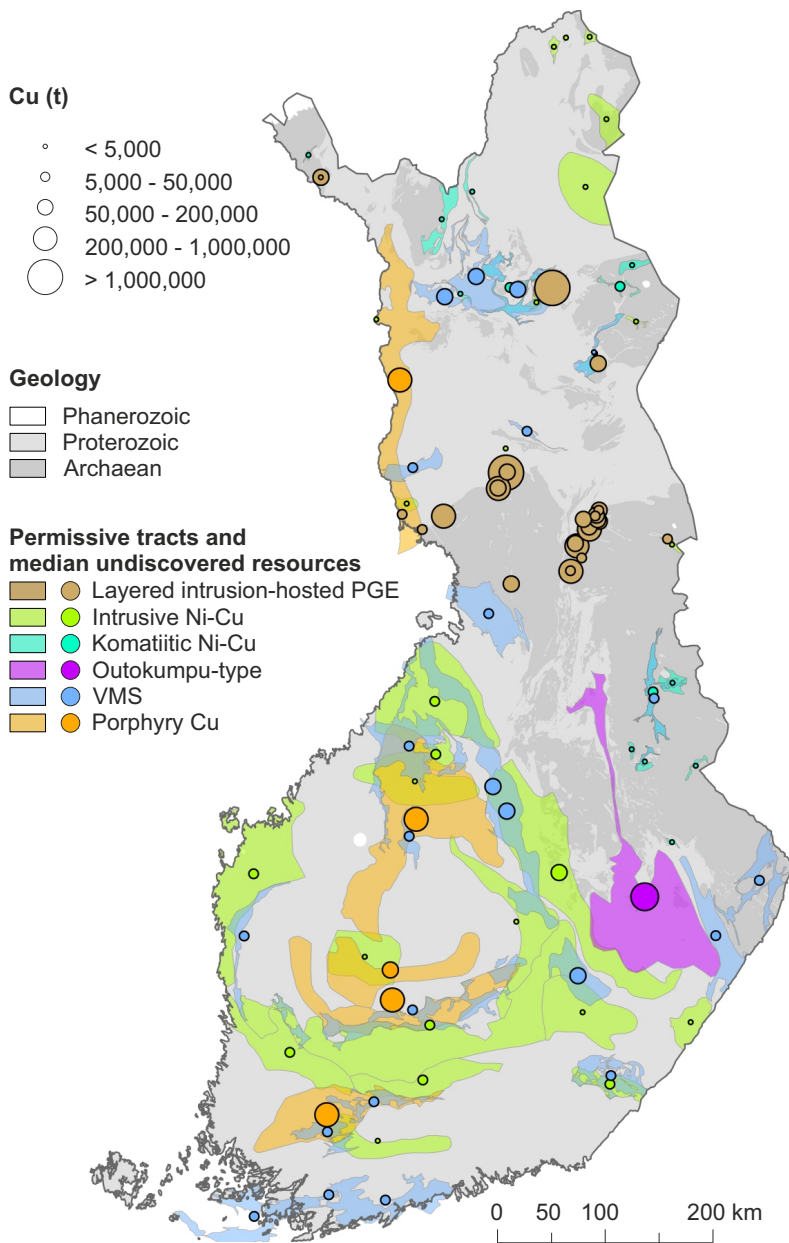 Cu (t)
< 5,000
5,000 - 50,000
50,000 - 200,000
200,000 - 1,000,000
> 1,000,000
Geology
Phanerozoic
Proterozoic
Archaean
Permissive tracts and
median undiscovered resources
Layered intrusion-hosted PGE
Intrusive Ni-Cu
Komatiitic Ni-Cu
Outokumpu-type
VMS
Porphyry Cu
0 50 100 200 km